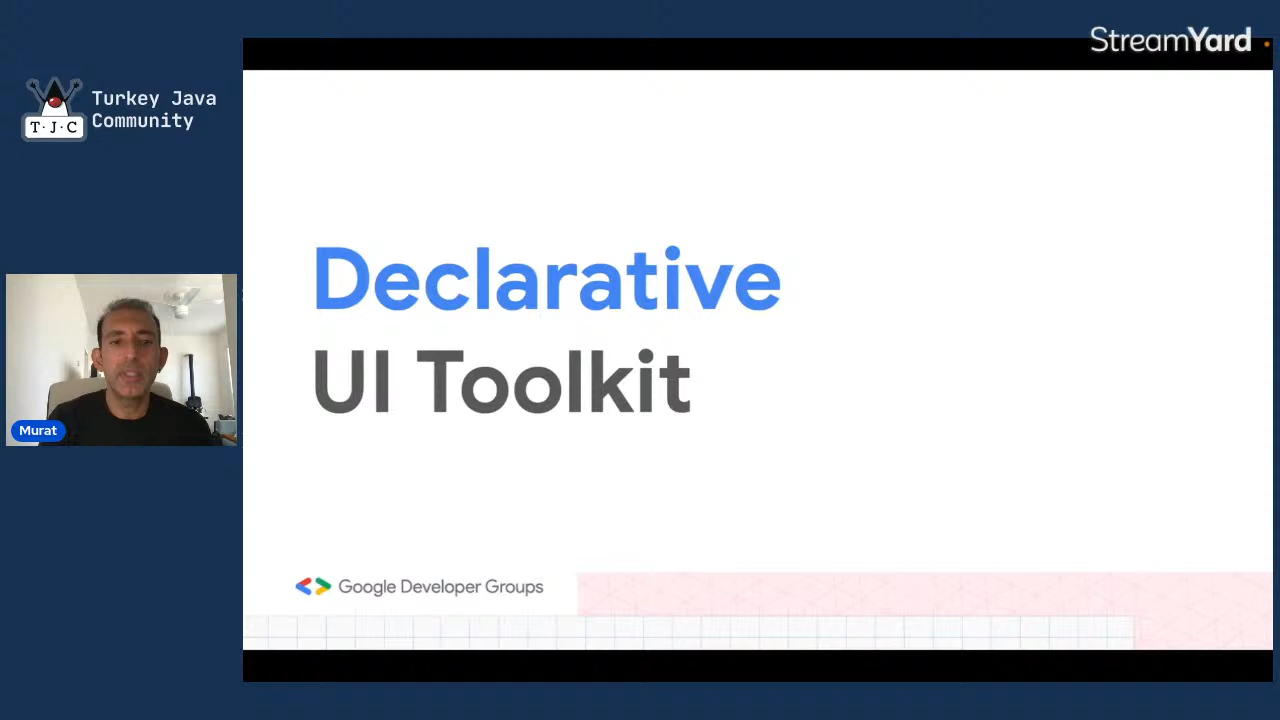 StreamYard
Turkey Java
Community
T·J·C
Declarative
UI Toolkit
Murat
Google Developer Groups